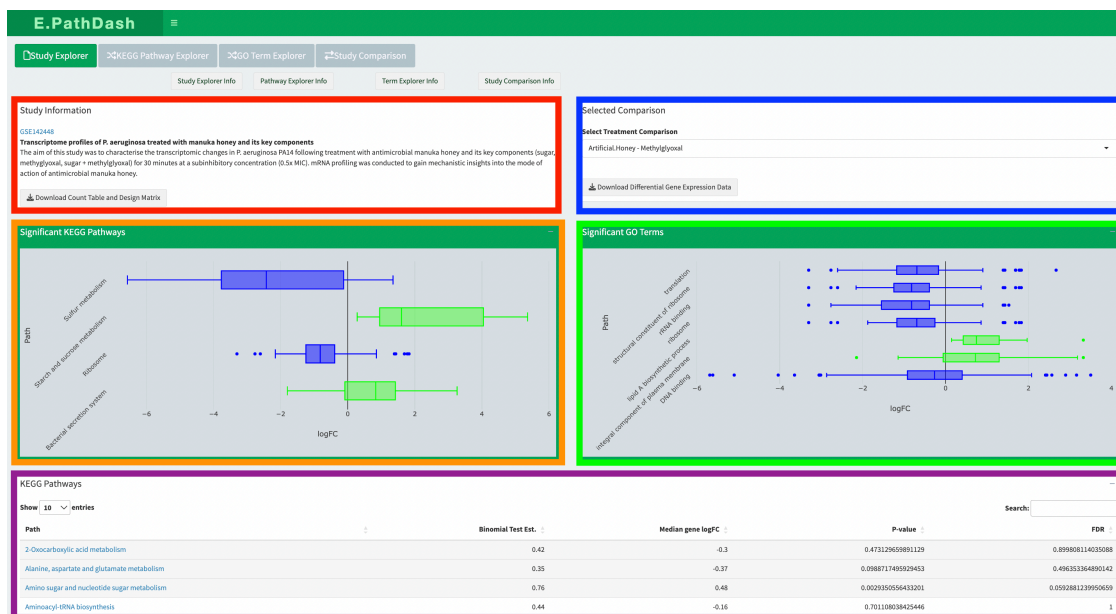 E.PathDash
Study Explorer
KEGG Pathway Explorer
GO Term Explorer
Study Comparison
Study Explorer Info
Pathway Explorer Info
Term Explorer Info
Study Comparison Info
Study Information
GSE142448
Transcriptome profiles of P. aeruginosa treated with manuka honey and its key components
The aim of this study was to characterise the transcriptomic changes in P. aeruginosa PA14 following treatment with antimicrobial manuka honey and its key components (sugar,
methyglyoxal, sugar + methylglyoxal) for 30 minutes at a subinhibitory concentration (0.5x MIC). mRNA profiling was conducted to gain mechanistic insights into the mode of
action of antimicrobial manuka honey.
Download Count Table and Design Matrix
Selected Comparison
Select Treatment Comparison
Artificial.Honey - Methylglyoxal
Download Differential Gene Expression Data
Significant KEGG Pathways
Path
Sulfur metabolism
Starch and sucrose metabolism
Ribosome
Bacterial secretion system
−6 −4 −2 0 2 4 6
logFC
Significant GO Terms
Path
translation
structural constituent of ribosome
rRNA binding
ribosome
lipid A biosynthetic process
integral component of plasma membrane
DNA binding
−6 −4 −2 0 2 4
logFC
KEGG Pathways
Show 10 entries
Search:
Path Binomial Test Est. Median gene logFC P-value FDR
2-Oxocarboxylic acid metabolism 0.42 -0.3 0.473129659891129 0.899808114035088
Alanine, aspartate and glutamate metabolism 0.35 -0.37 0.0988717495929453 0.496353364890142
Amino sugar and nucleotide sugar metabolism 0.76 0.48 0.0029350556433201 0.0592881239950659
Aminoacyl-tRNA biosynthesis 0.44 -0.16 0.701108038425446 1